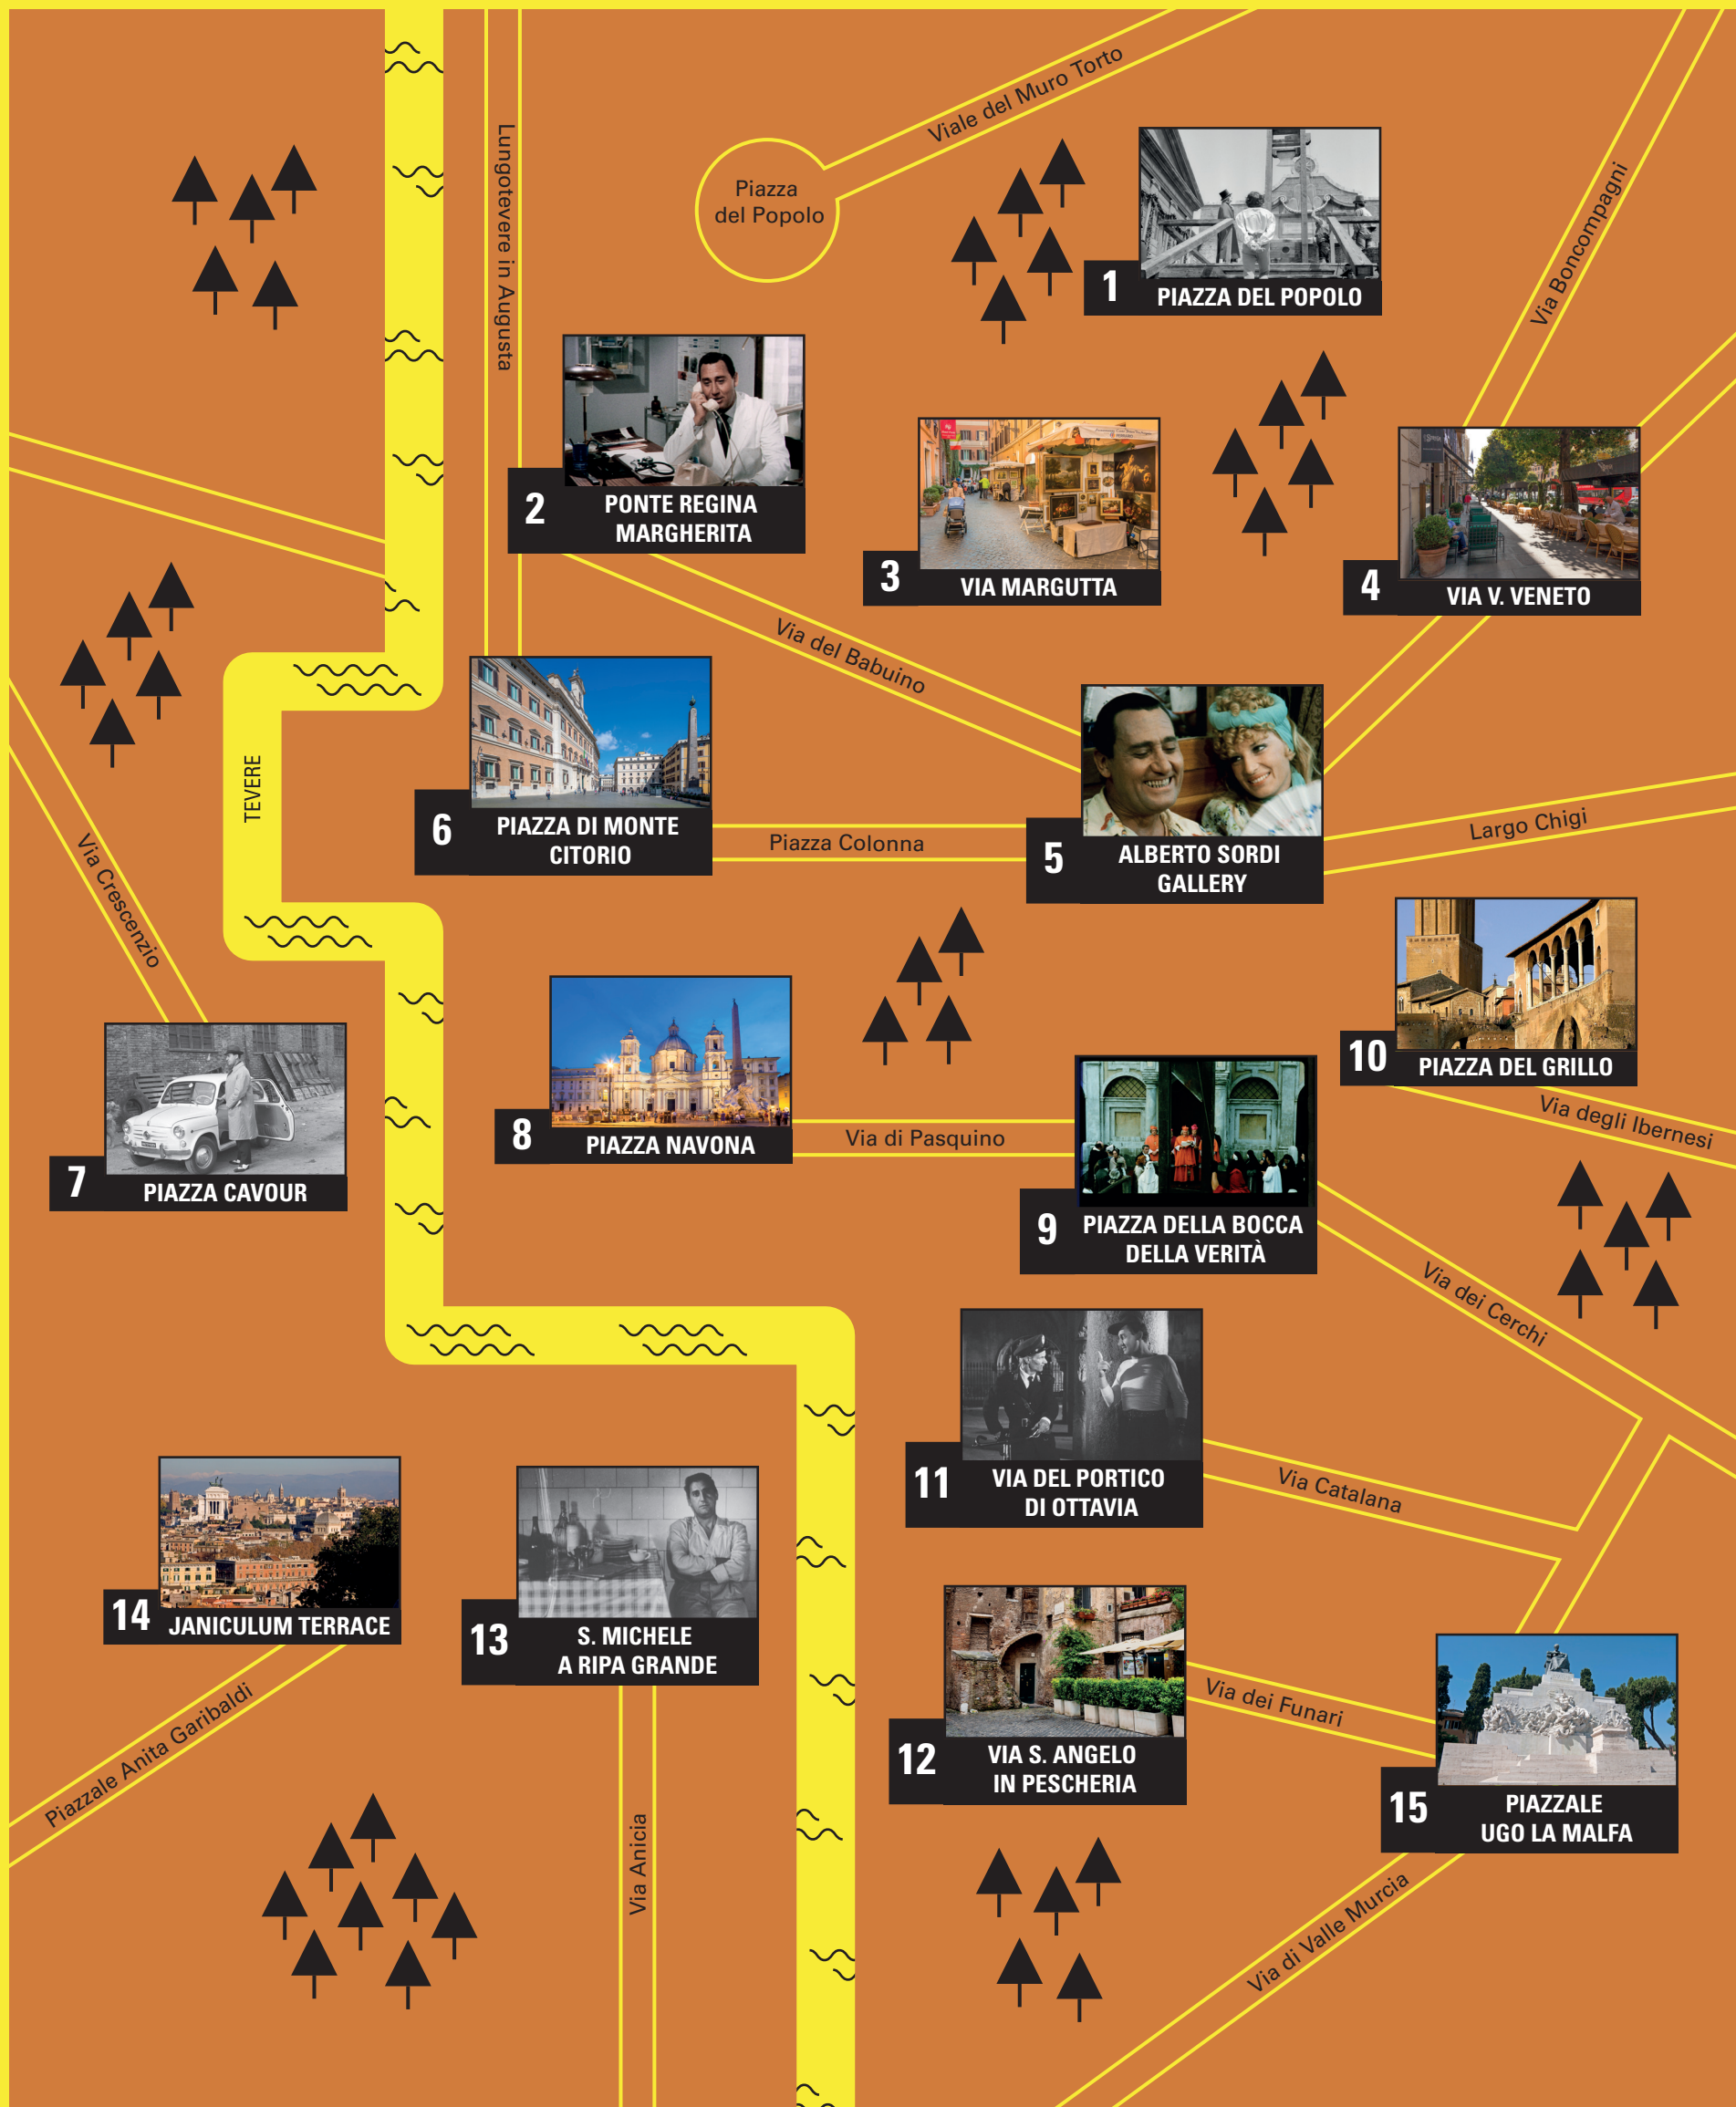 Viale del Muro Torto
Lungotevere in Augusta
Piazza
del Popolo
Via Boncompagni
1
PIAZZA DEL POPOLO
2
PONTE REGINA
MARGHERITA
3
VIA MARGUTTA
4
VIA V. VENETO
Via del Babuino
TEVERE
6
PIAZZA DI MONTE
CITORIO
Piazza Colonna
5
ALBERTO SORDI
GALLERY
Largo Chigi
Via Crescenzio
10
PIAZZA DEL GRILLO
Via degli Ibernesi
7
PIAZZA CAVOUR
8
PIAZZA NAVONA
Via di Pasquino
9
PIAZZA DELLA BOCCA
DELLA VERITÀ
Via dei Cerchi
11
VIA DEL PORTICO
DI OTTAVIA
Via Catalana
14
JANICULUM TERRACE
13
S. MICHELE
A RIPA GRANDE
Piazzale Anita Garibaldi
Via Anicia
12
VIA S. ANGELO
IN PESCHERIA
Via dei Funari
15
PIAZZALE
UGO LA MALFA
Via di Valle Murcia